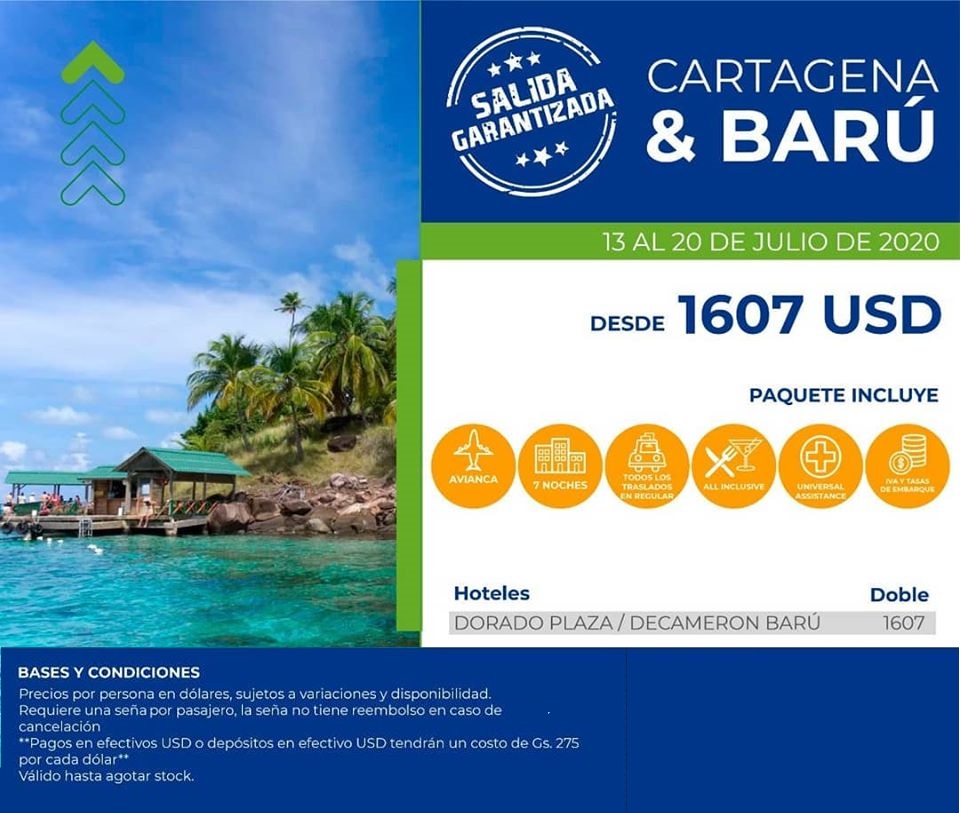 SALIDA
GARANTIZADA
CARTAGENA
& BARÚ
13 AL 20 DE JULIO DE 2020
DESDE 1607 USD
PAQUETE INCLUYE
AVIANCA
7 NOCHES
TODOS LOS
TRASLADOS
EN REGULAR
ALL INCLUSIVE
UNIVERSAL
ASSISTANCE
IVA Y TASAS
DE EMBARQUE
Hoteles Doble
DORADO PLAZA / DECAMERON BARÚ 1607
BASES Y CONDICIONES
Precios por persona en dólares, sujetos a variaciones y disponibilidad.
Requiere una seña por pasajero, la seña no tiene reembolso en caso de
cancelación
**Pagos en efectivos USD o depósitos en efectivo USD tendrán un costo de Gs. 275
por cada dólar**
Válido hasta agotar stock.